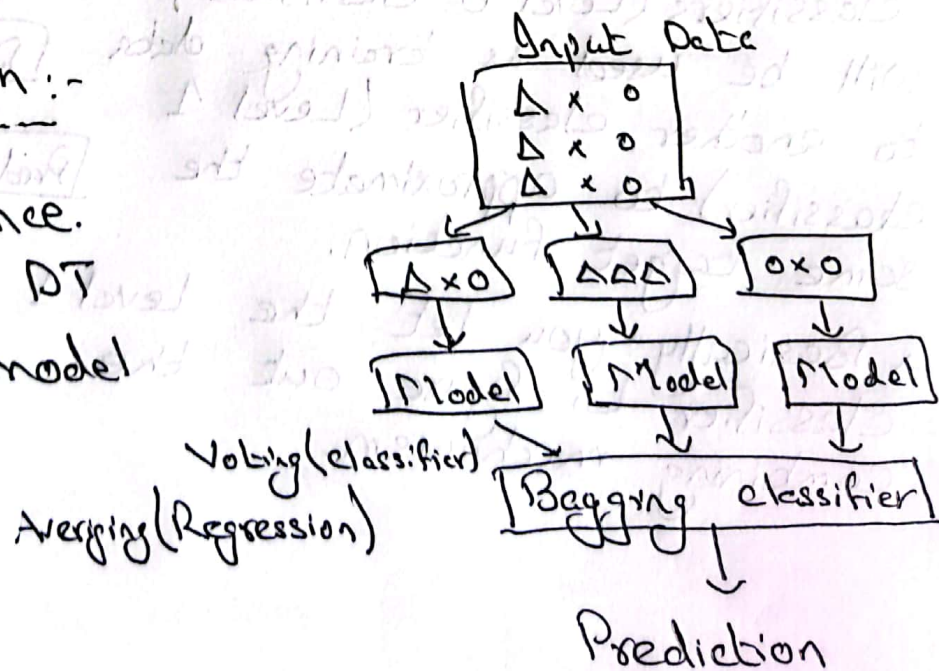 Input Data
n :-
Δ x o
Δ x o
Δ x o
nce.
DT
Δ x o
Δ Δ Δ
o x o
model
Model
Model
Model
Voting (classifier)
Bagging classifier
Averging (Regression)
Prediction